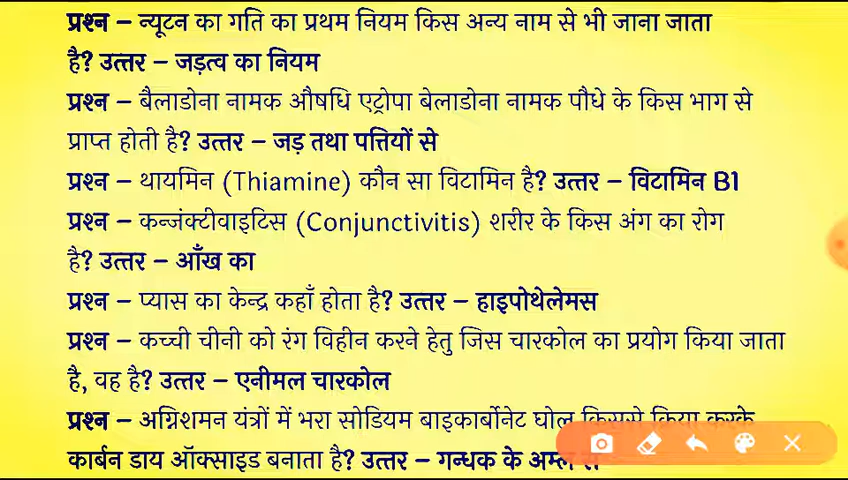 प्रश्न – न्यूटन का गति का प्रथम नियम किस अन्य नाम से भी जाना जाता
है? उत्तर – जड़त्व का नियम
प्रश्न – बैलाडोना नामक औषधि एट्रोपा बेलाडोना नामक पौधे के किस भाग से
प्राप्त होती है? उत्तर – जड़ तथा पत्तियों से
प्रश्न – थायमिन (Thiamine) कौन सा विटामिन है? उत्तर – विटामिन B1
प्रश्न – कन्जंक्टीवाइटिस (Conjunctivitis) शरीर के किस अंग का रोग
है? उत्तर – आँख का
प्रश्न – प्यास का केन्द्र कहाँ होता है? उत्तर – हाइपोथेलेमस
प्रश्न – कच्ची चीनी को रंग विहीन करने हेतु जिस चारकोल का प्रयोग किया जाता
है, वह है? उत्तर – एनीमल चारकोल
प्रश्न – अग्निशमन यंत्रों में भरा सोडियम बाइकार्बोनेट घोल किससे क्रिया करके
कार्बन डाय ऑक्साइड बनाता है? उत्तर – गन्धक के अम्ल से